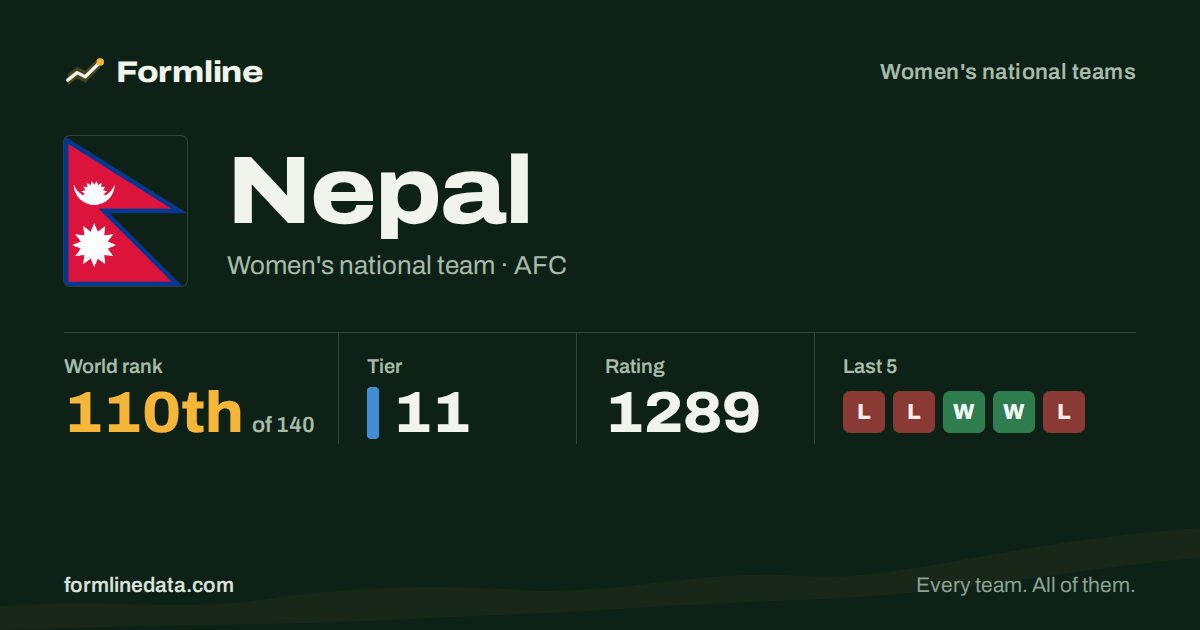 Formline
Women's national teams
Nepal
Women's national team · AFC
World rank
110th of 140
Tier
11
Rating
1289
Last 5
L L W W L
formlinedata.com
Every team. All of them.